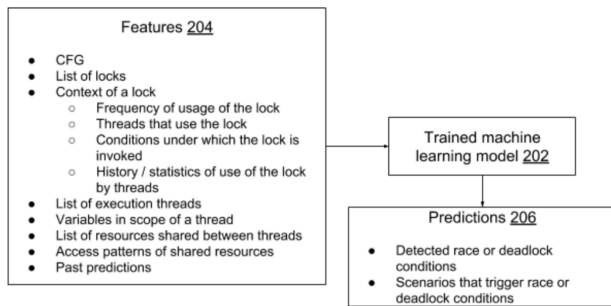 Features 204
● CFG
● List of locks
● Context of a lock
○ Frequency of usage of the lock
○ Threads that use the lock
○ Conditions under which the lock is
invoked
○ History / statistics of use of the lock
by threads
● List of execution threads
● Variables in scope of a thread
● List of resources shared between threads
● Access patterns of shared resources
● Past predictions
Trained machine
learning model 202
Predictions 206
● Detected race or deadlock
conditions
● Scenarios that trigger race or
deadlock conditions